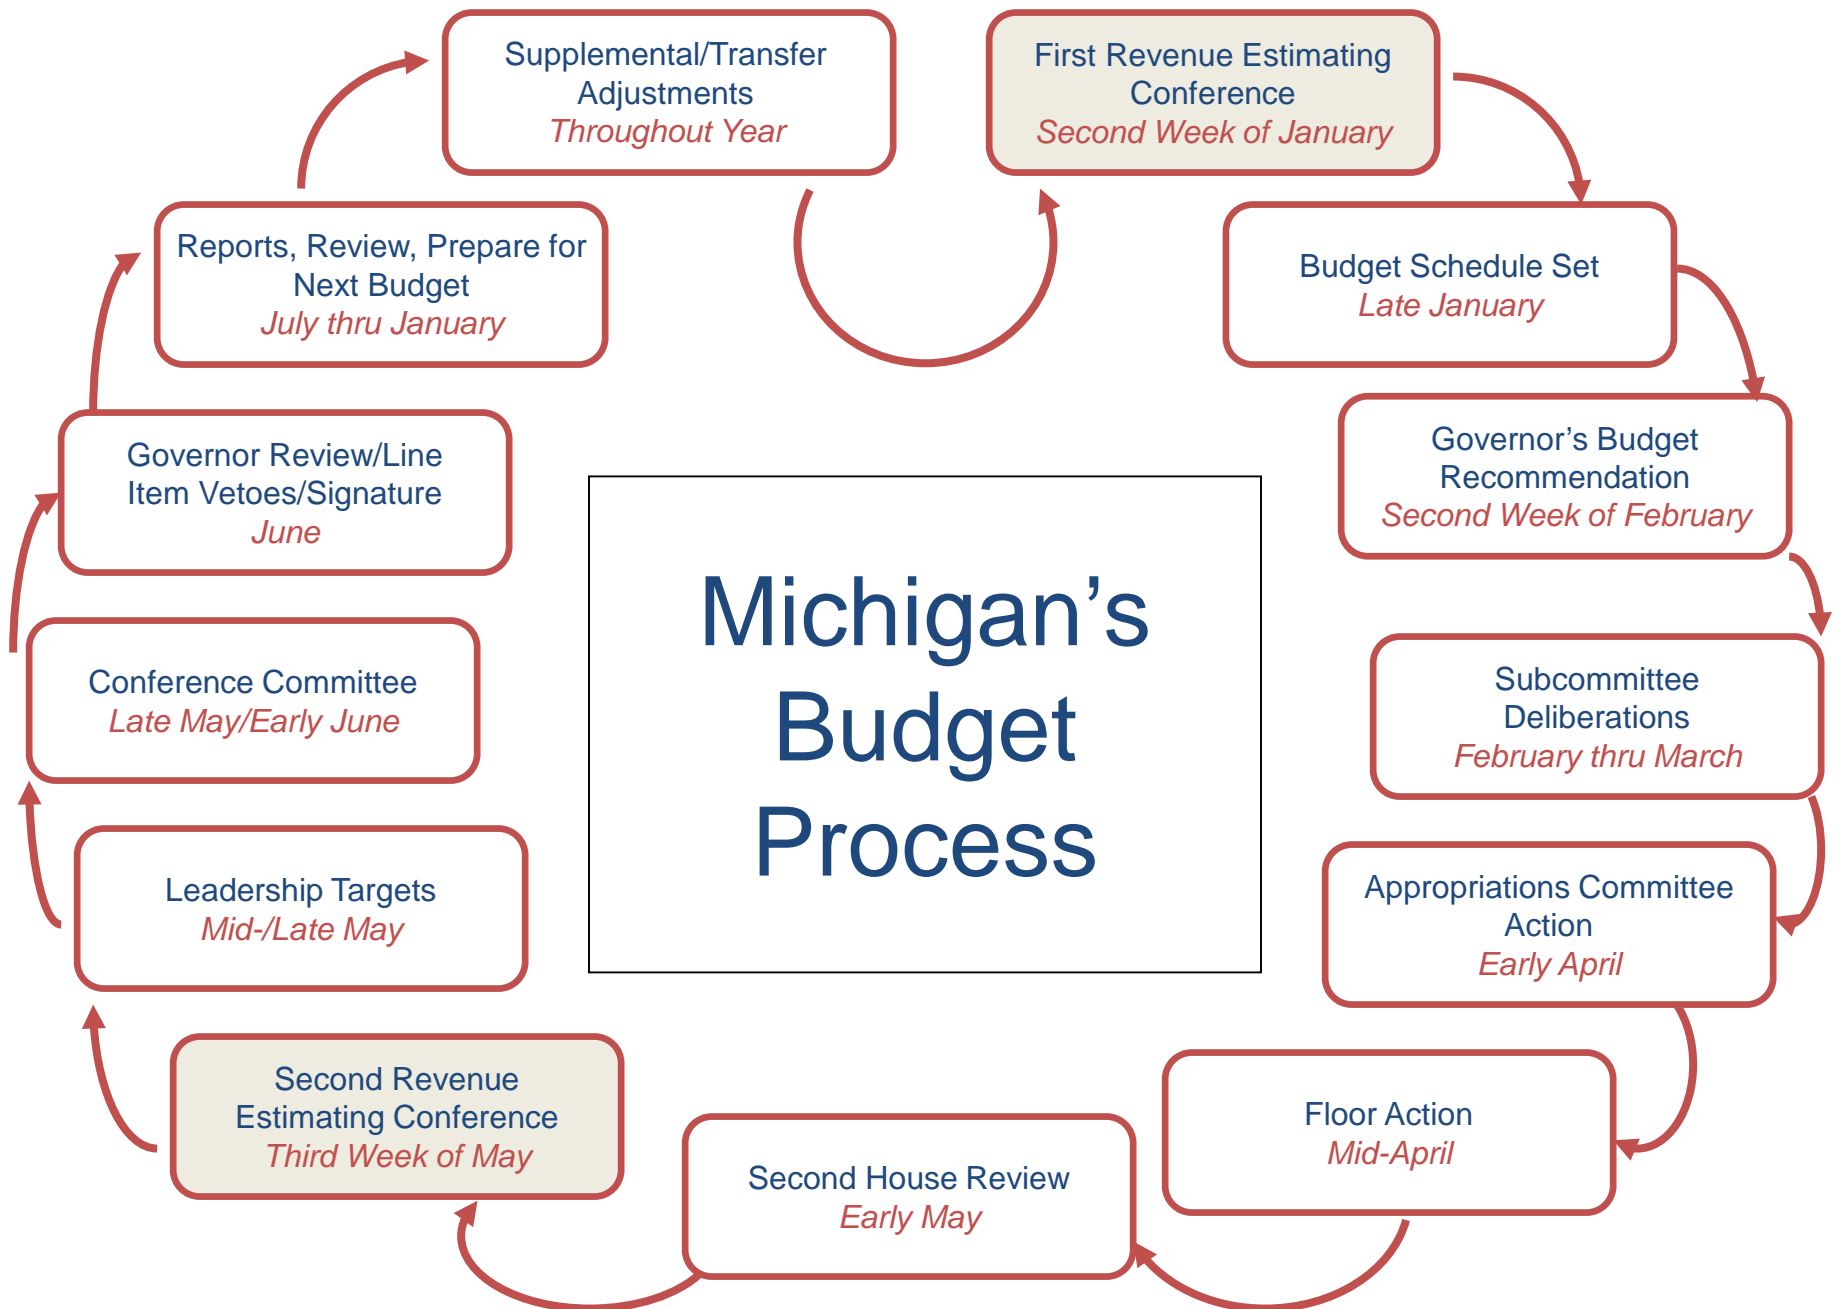 Supplemental/Transfer
Adjustments
Throughout Year
First Revenue Estimating
Conference
Second Week of January
Budget Schedule Set
Late January
Governor’s Budget
Recommendation
Second Week of February
Subcommittee
Deliberations
February thru March
Appropriations Committee
Action
Early April
Floor Action
Mid-April
Second House Review
Early May
Second Revenue
Estimating Conference
Third Week of May
Leadership Targets
Mid-/Late May
Conference Committee
Late May/Early June
Governor Review/Line
Item Vetoes/Signature
June
Reports, Review, Prepare for
Next Budget
July thru January
Michigan’s
Budget
Process